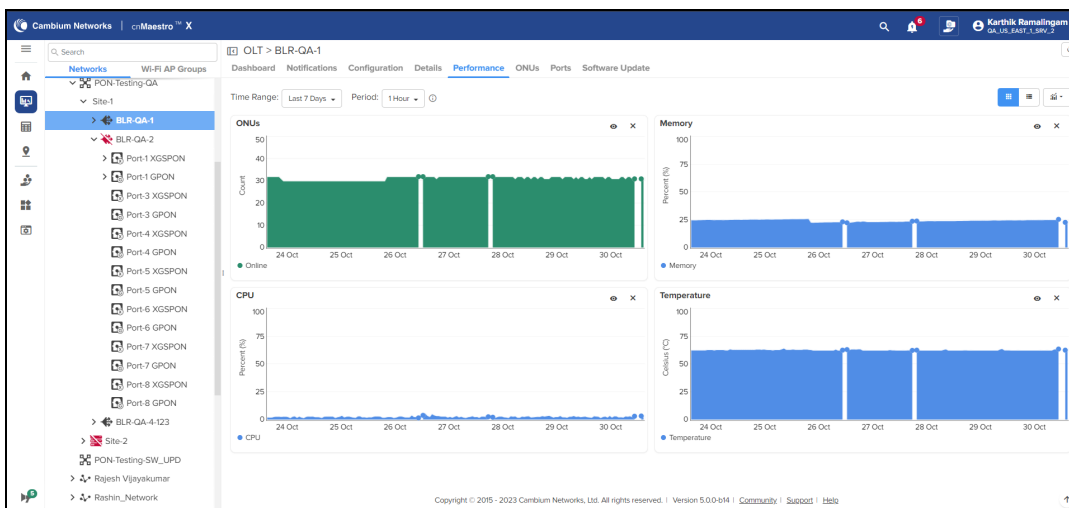 Cambium Networks | cnMaestro™ X
6
Karthik Ramalingam
QA_US_EAST_1_SRV_2
Search
Networks
Wi-Fi AP Groups
PON-Testing-QA
Site-1
BLR-QA-1
BLR-QA-2
Port-1 XGSPON
Port-1 GPON
Port-3 XGSPON
Port-3 GPON
Port-4 XGSPON
Port-4 GPON
Port-5 XGSPON
Port-5 GPON
Port-6 XGSPON
Port-6 GPON
Port-7 XGSPON
Port-7 GPON
Port-8 XGSPON
Port-8 GPON
BLR-QA-4-123
Site-2
PON-Testing-SW_UPD
Rajesh Vijayakumar
Rashin_Network
5
OLT > BLR-QA-1
Dashboard Notifications Configuration Details Performance ONUs Ports Software Update
Time Range: Last 7 Days Period: 1 Hour
ONUs
50
40
30
20
10
0
Count
24 Oct 25 Oct 26 Oct 27 Oct 28 Oct 29 Oct 30 Oct
Online
Memory
100
75
50
25
0
Percent (%)
24 Oct 25 Oct 26 Oct 27 Oct 28 Oct 29 Oct 30 Oct
Memory
CPU
100
75
50
25
0
Percent (%)
24 Oct 25 Oct 26 Oct 27 Oct 28 Oct 29 Oct 30 Oct
CPU
Temperature
100
75
50
25
0
Celsius (°C)
24 Oct 25 Oct 26 Oct 27 Oct 28 Oct 29 Oct 30 Oct
Temperature
Copyright © 2015 - 2023 Cambium Networks, Ltd. All rights reserved. | Version 5.0.0-b14 | Community | Support | Help